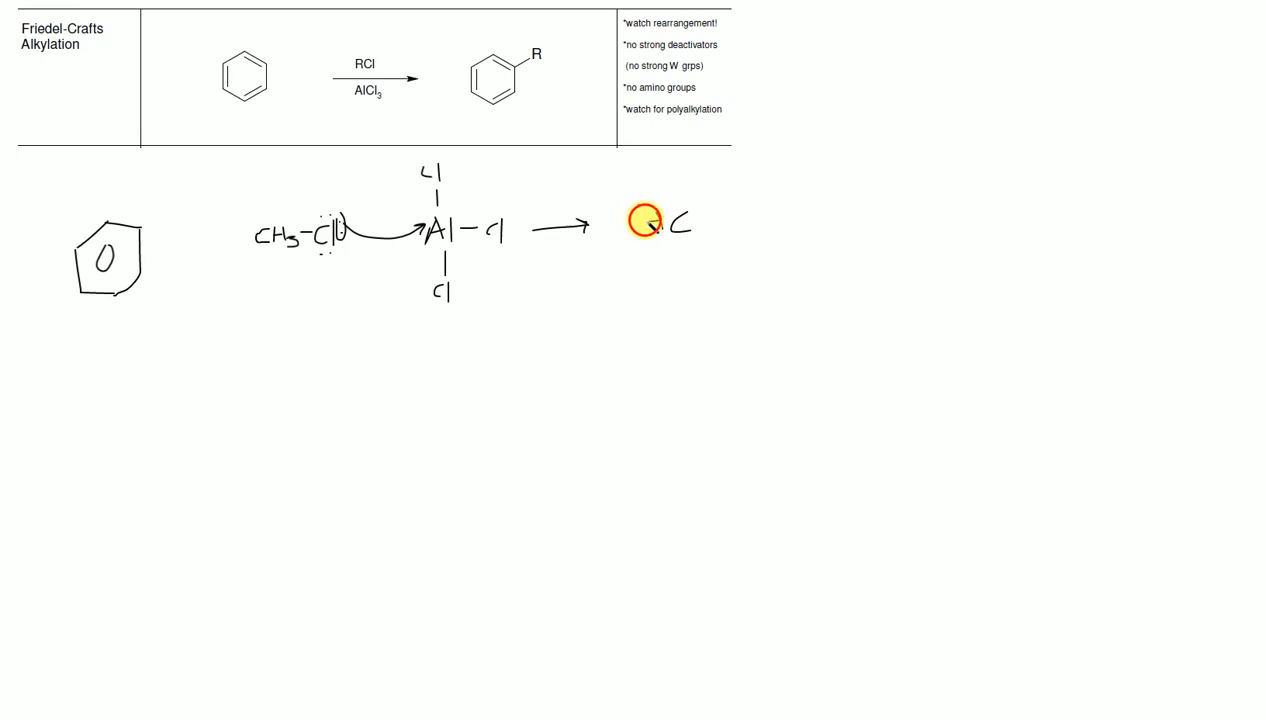 Friedel-Crafts
Alkylation
RCl
AlCl3
R
*watch rearrangement!
*no strong deactivators
(no strong W grps)
*no amino groups
*watch for polyalkylation
Cl
CH3-Cl
Al-Cl
C
Cl